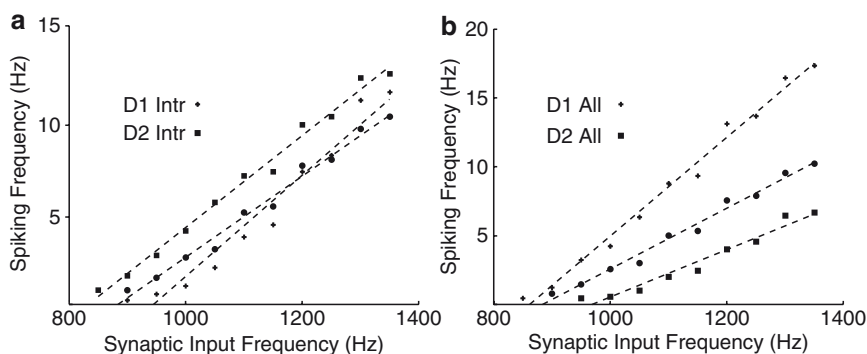 a
15
10
5
Spiking Frequency (Hz)
D1 Intr
D2 Intr
800 1000 1200 1400
Synaptic Input Frequency (Hz)
b
20
15
10
5
Spiking Frequency (Hz)
D1 All
D2 All
800 1000 1200 1400
Synaptic Input Frequency (Hz)